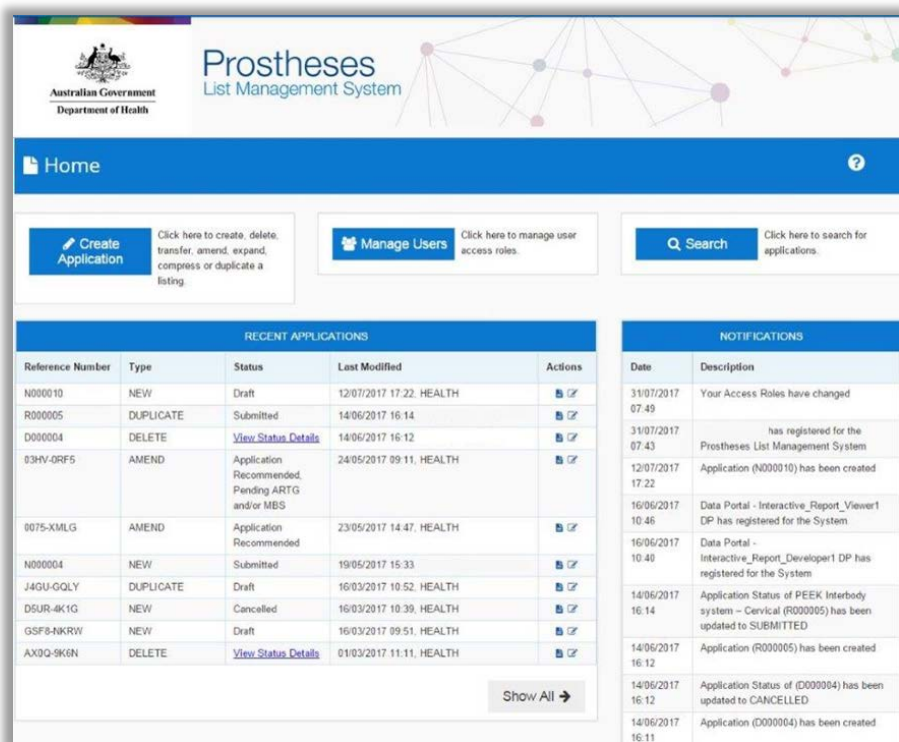 Australian Government
Department of Health
Prostheses
List Management System
Home
?
Create
Application
Click here to create, delete,
transfer, amend, expand,
compress or duplicate a
listing.
Manage Users
Click here to manage user
access roles.
Search
Click here to search for
applications.
RECENT APPLICATIONS
Reference Number Type Status Last Modified Actions
N000010 NEW Draft 12/07/2017 17:22, HEALTH
R000005 DUPLICATE Submitted 14/06/2017 16:14
D000004 DELETE View Status Details 14/06/2017 16:12
03HV-0RF5 AMEND Application 24/05/2017 09:11, HEALTH
Recommended,
Pending ARTG
and/or MBS
0075-XMLG AMEND Application 23/05/2017 14:47, HEALTH
Recommended
N000004 NEW Submitted 19/05/2017 15:33
J4GU-GQLY DUPLICATE Draft 16/03/2017 10:52, HEALTH
D5UR-4K1G NEW Cancelled 16/03/2017 10:39, HEALTH
GSF8-NKRW NEW Draft 16/03/2017 09:51, HEALTH
AX0Q-9K6N DELETE View Status Details 01/03/2017 11:11, HEALTH
Show All →
NOTIFICATIONS
Date Description
31/07/2017 Your Access Roles have changed
07:49
31/07/2017 has registered for the
07:43 Prostheses List Management System
12/07/2017 Application (N000010) has been created
17:22
16/06/2017 Data Portal - Interactive_Report_Viewer1
10:46 DP has registered for the System
16/06/2017 Data Portal -
10:40 Interactive_Report_Developer1 DP has
registered for the System
14/06/2017 Application Status of PEEK Interbody
16:14 system – Cervical (R000005) has been
updated to SUBMITTED
14/06/2017 Application (R000005) has been created
16:12
14/06/2017 Application Status of (D000004) has been
16:12 updated to CANCELLED
14/06/2017 Application (D000004) has been created
16:11